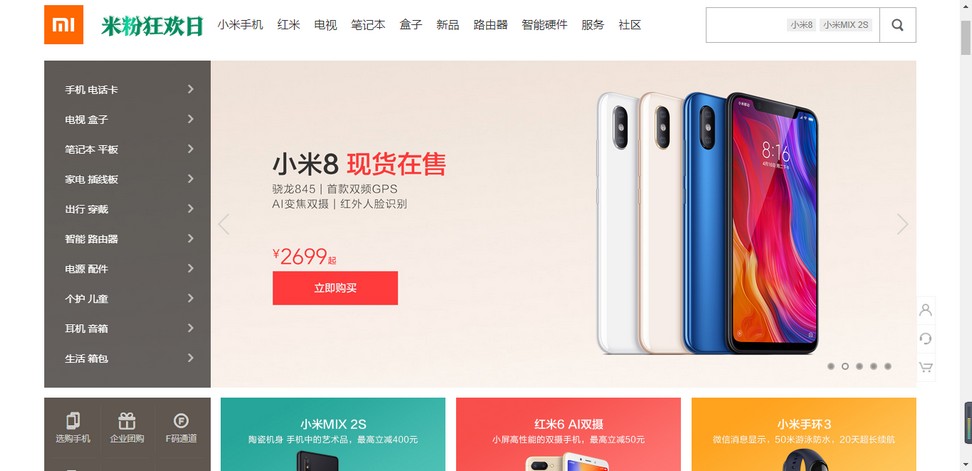 mi
米粉狂欢日
小米手机 红米 电视 笔记本 盒子 新品 路由器 智能硬件 服务 社区
小米8 小米MIX 2S
手机 电话卡
电视 盒子
笔记本 平板
家电 插线板
出行 穿戴
智能 路由器
电源 配件
个护 儿童
耳机 音箱
生活 箱包
小米8 现货在售
骁龙845 | 首款双频GPS
AI变焦双摄 | 红外人脸识别
¥2699起
立即购买
8:16
选购手机 企业团购 F码通道
小米MIX 2S
陶瓷机身 手机中的艺术品，最高立减400元
红米6 AI双摄
小屏高性能的双摄手机，最高立减50元
小米手环3
微信消息显示，50米游泳防水，20天超长续航